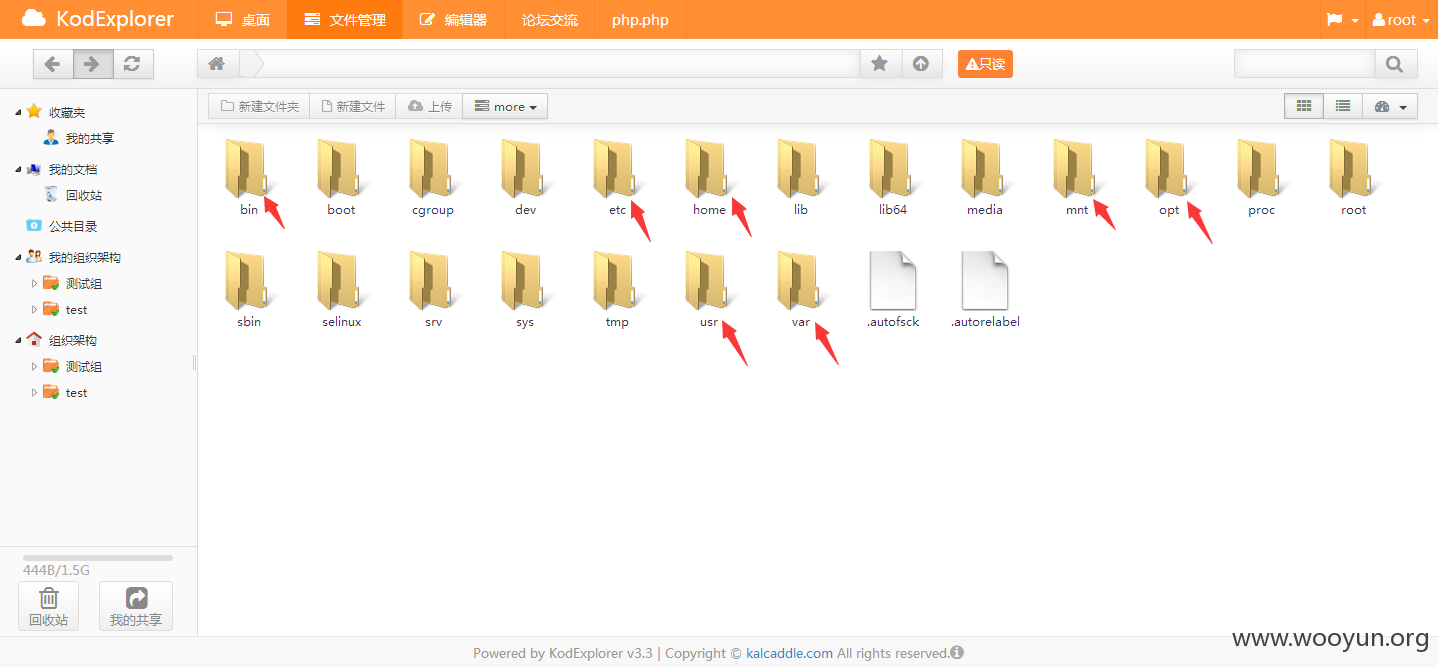 KodExplorer 桌面 文件管理 编辑器 论坛交流 php.php root
只读
新建文件夹 新建文件 上传 more
收藏夹
我的共享
我的文档
回收站
公共目录
我的组织架构
测试组
test
组织架构
测试组
test
bin boot cgroup dev etc home lib lib64 media mnt opt proc root
sbin selinux srv sys tmp usr var .autofsck .autorelabel
444B/1.5G
回收站 我的共享
Powered by KodExplorer v3.3 | Copyright © kalcaddle.com All rights reserved.
www.wooyun.org